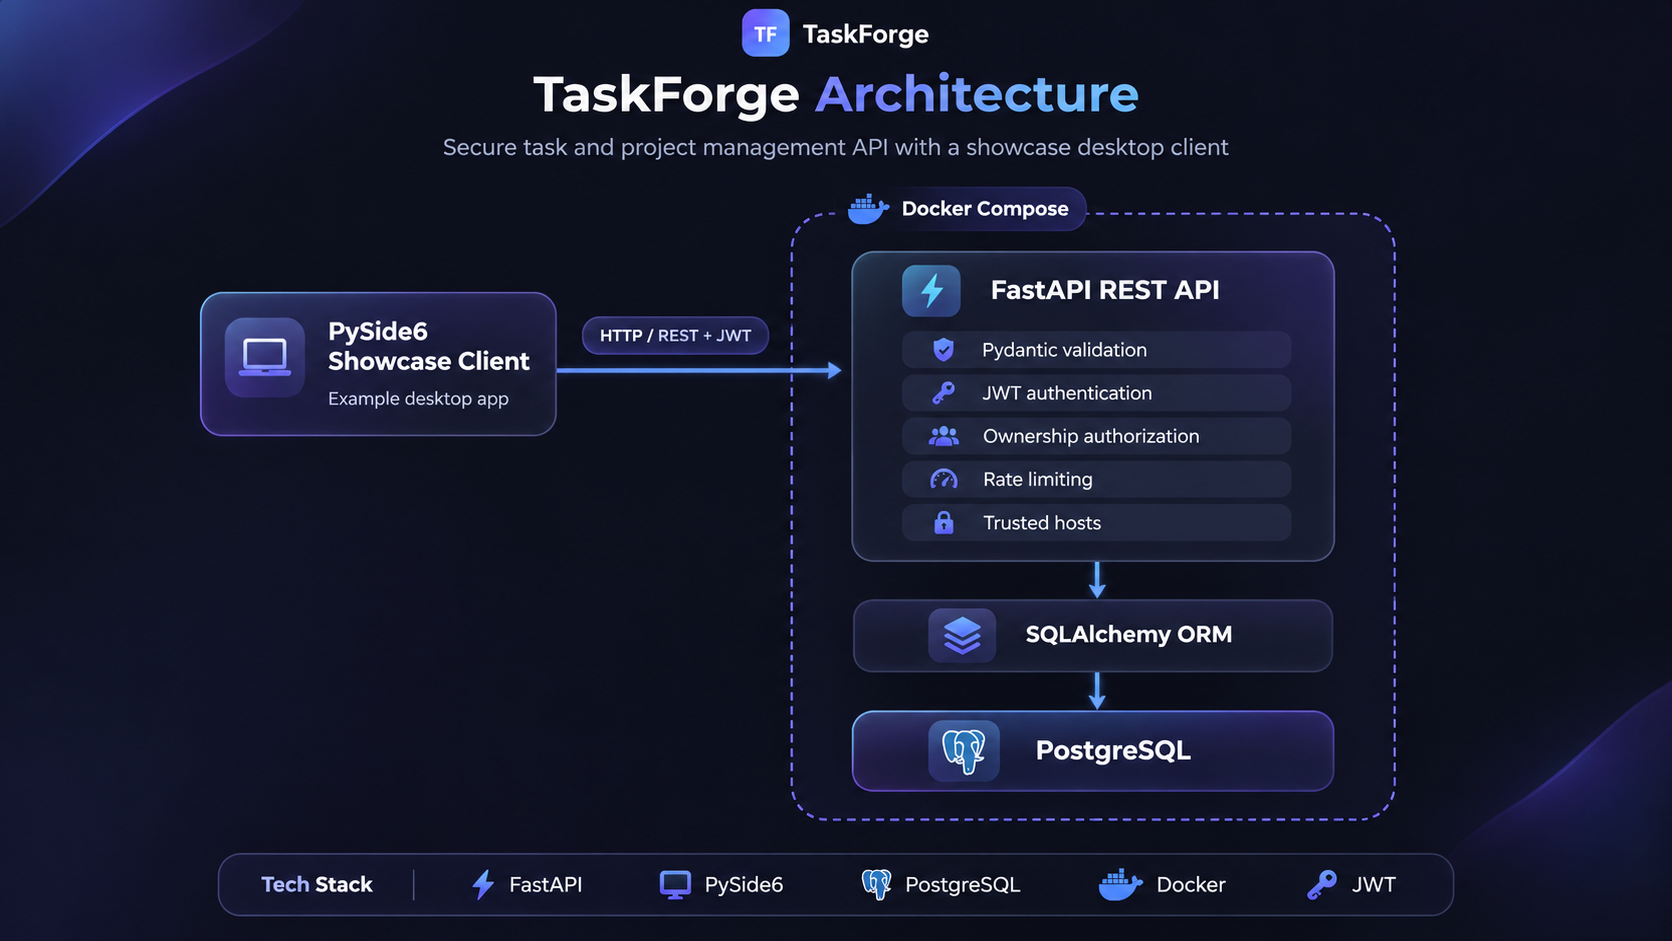 TF TaskForge
TaskForge Architecture
Secure task and project management API with a showcase desktop client
Docker Compose
PySide6
Showcase Client
Example desktop app
HTTP / REST + JWT
FastAPI REST API
Pydantic validation
JWT authentication
Ownership authorization
Rate limiting
Trusted hosts
SQLAlchemy ORM
PostgreSQL
Tech Stack FastAPI PySide6 PostgreSQL Docker JWT